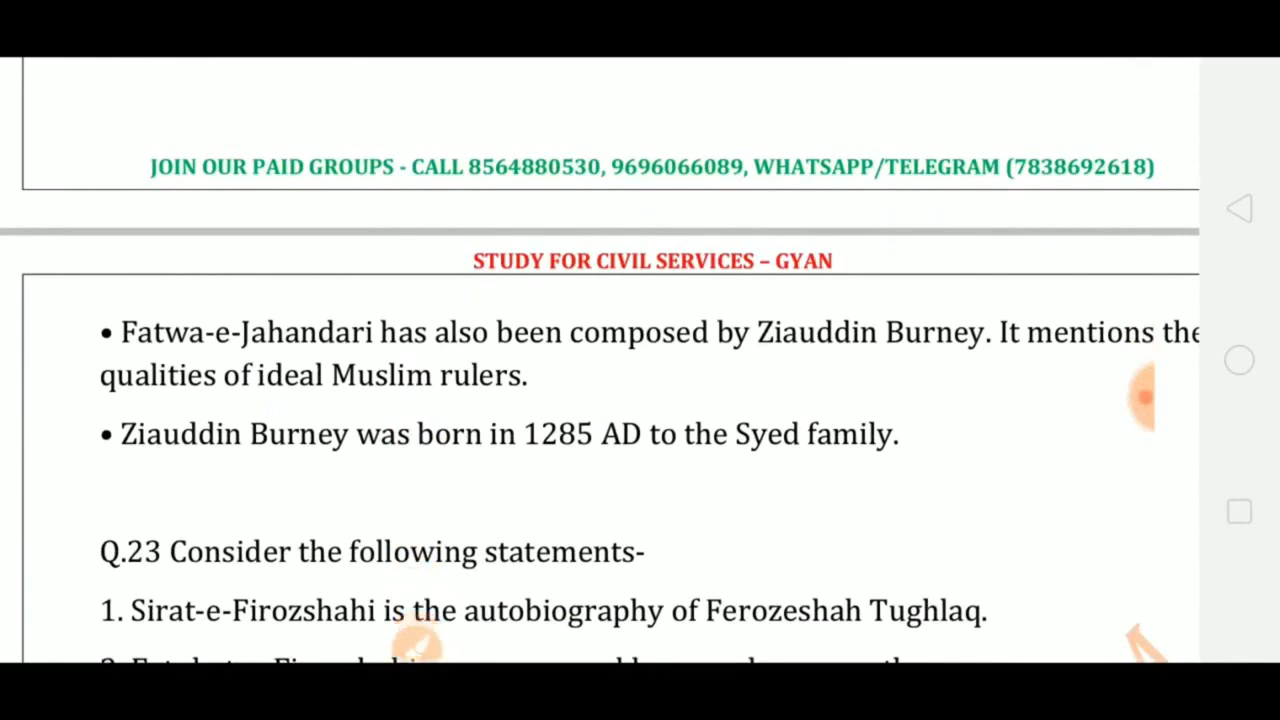 JOIN OUR PAID GROUPS - CALL 8564880530, 9696066089, WHATSAPP/TELEGRAM (7838692618)
STUDY FOR CIVIL SERVICES – GYAN
• Fatwa-e-Jahandari has also been composed by Ziauddin Burney. It mentions the
qualities of ideal Muslim rulers.
• Ziauddin Burney was born in 1285 AD to the Syed family.
Q.23 Consider the following statements-
1. Sirat-e-Firozshahi is the autobiography of Ferozeshah Tughlaq.